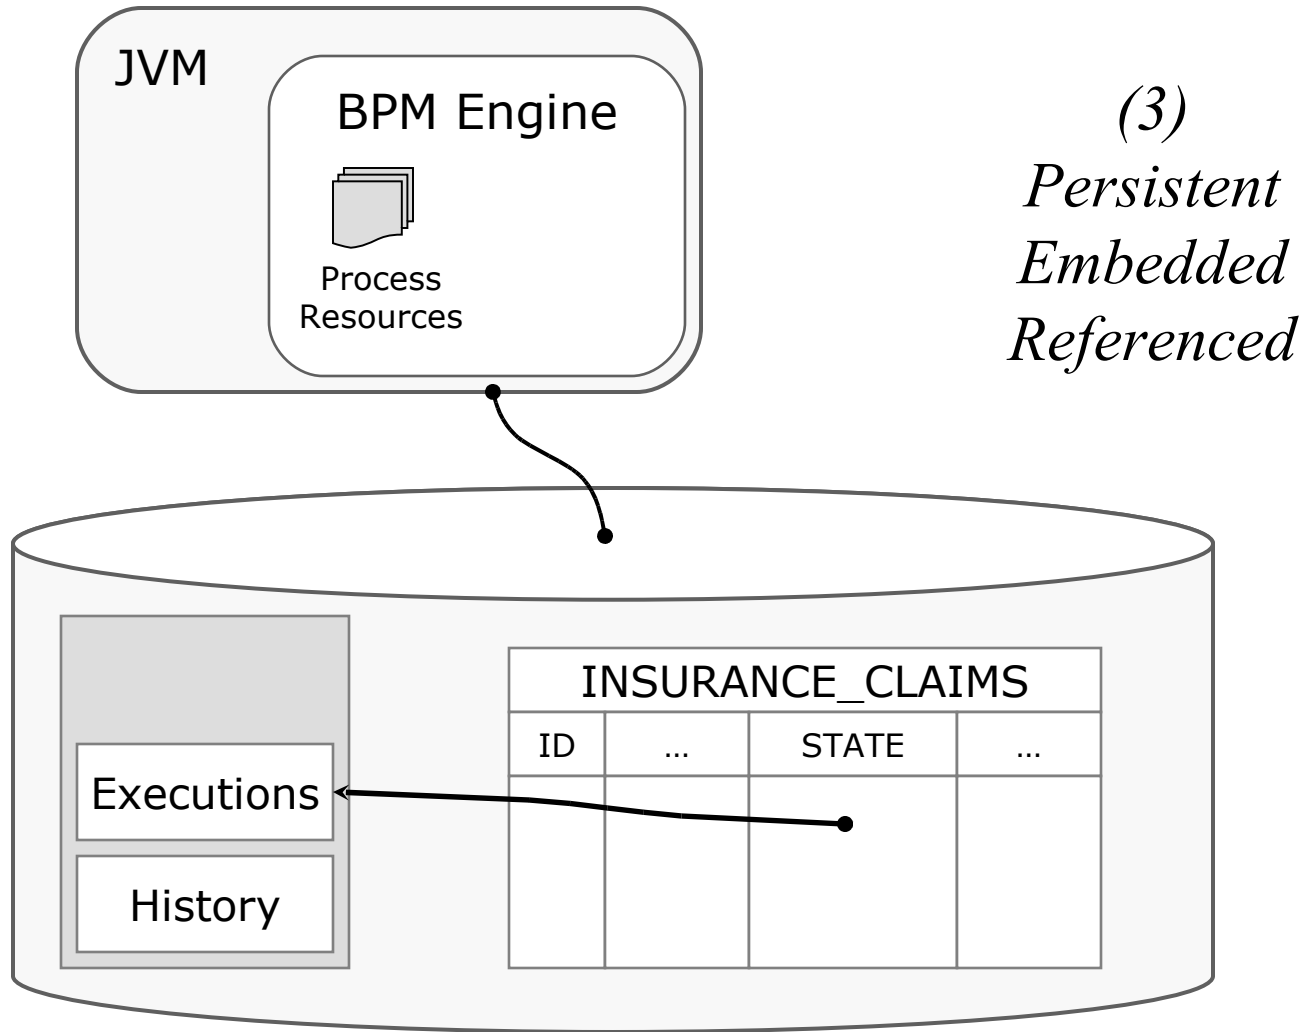 JVM
BPM Engine
Process
Resources
(3)
Persistent
Embedded
Referenced
INSURANCE_CLAIMS
ID
...
STATE
...
Executions
History